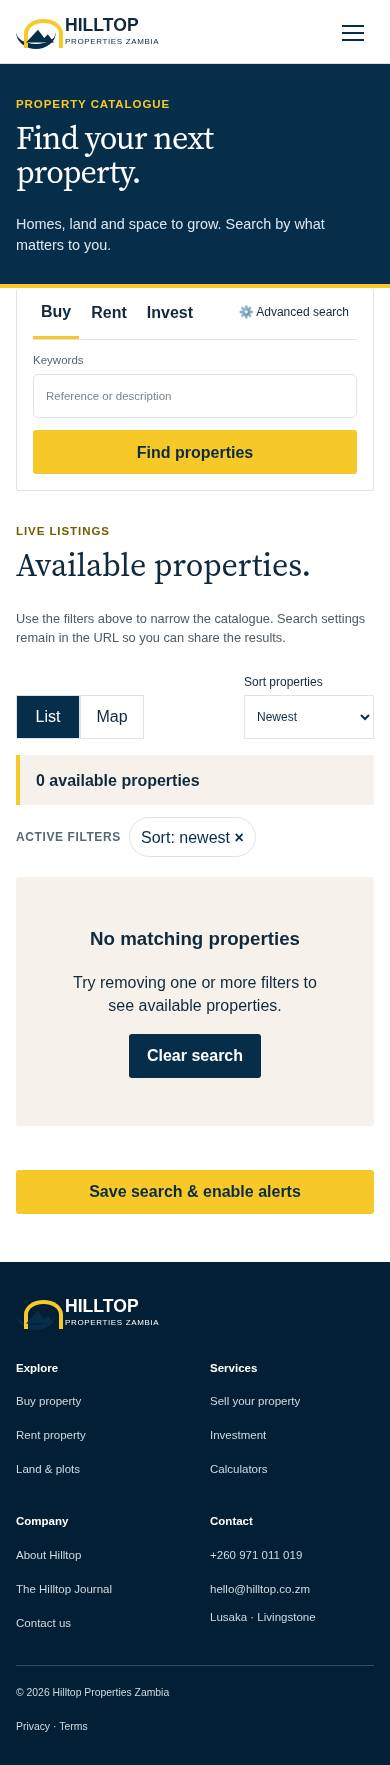 HILLTOP
PROPERTIES ZAMBIA
PROPERTY CATALOGUE
Find your next
property.
Homes, land and space to grow. Search by what
matters to you.
Buy Rent Invest ⚙️ Advanced search
Keywords
Reference or description
Find properties
LIVE LISTINGS
Available properties.
Use the filters above to narrow the catalogue. Search settings
remain in the URL so you can share the results.
Sort properties
List Map Newest
0 available properties
ACTIVE FILTERS Sort: newest ×
No matching properties
Try removing one or more filters to
see available properties.
Clear search
Save search & enable alerts
HILLTOP
PROPERTIES ZAMBIA
Explore
Buy property
Rent property
Land & plots
Services
Sell your property
Investment
Calculators
Company
About Hilltop
The Hilltop Journal
Contact us
Contact
+260 971 011 019
hello@hilltop.co.zm
Lusaka · Livingstone
© 2026 Hilltop Properties Zambia
Privacy · Terms